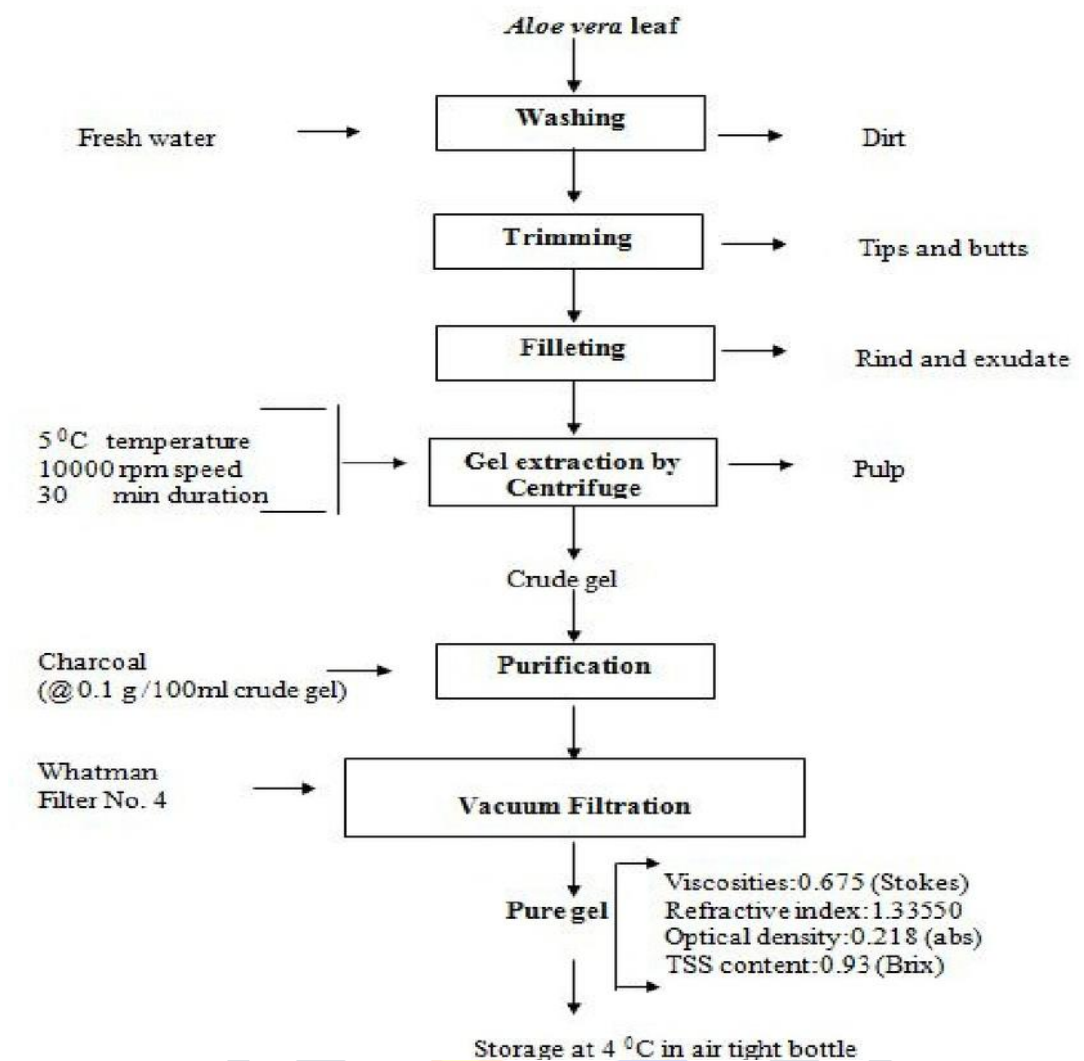 Aloe vera leaf
Washing
Fresh water
Dirt
Trimming
Tips and butts
Filleting
Rind and exudate
5 ⁰C temperature
10000 rpm speed
30 min duration
Gel extraction by
Centrifuge
Pulp
Crude gel
Purification
Charcoal
(@ 0.1 g /100ml crude gel)
Whatman
Filter No. 4
Vacuum Filtration
Pure gel
Viscosities:0.675 (Stokes)
Refractive index:1.33550
Optical density:0.218 (abs)
TSS content:0.93 (Brix)
Storage at 4 ⁰C in air tight bottle